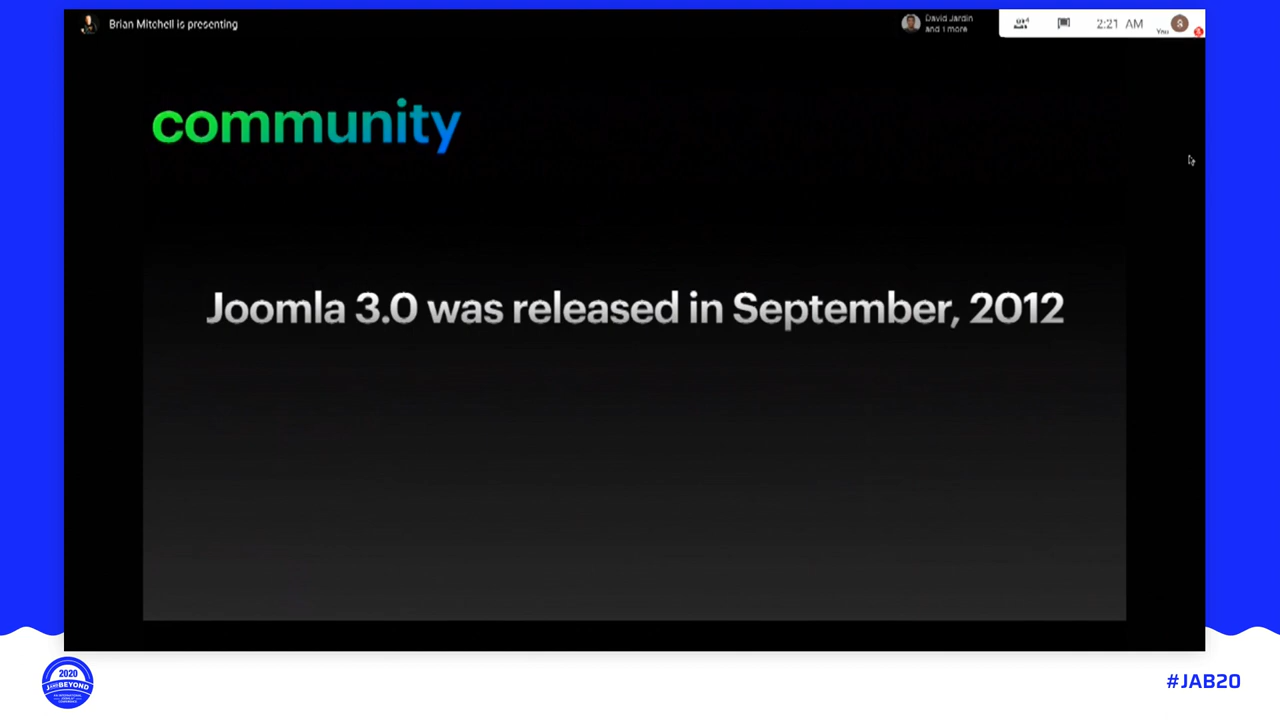 Brian Mitchell is presenting
David Jardin
and 1 more
2:21 AM
You
S
community
Joomla 3.0 was released in September, 2012
2020
BEYOND
#JAB20